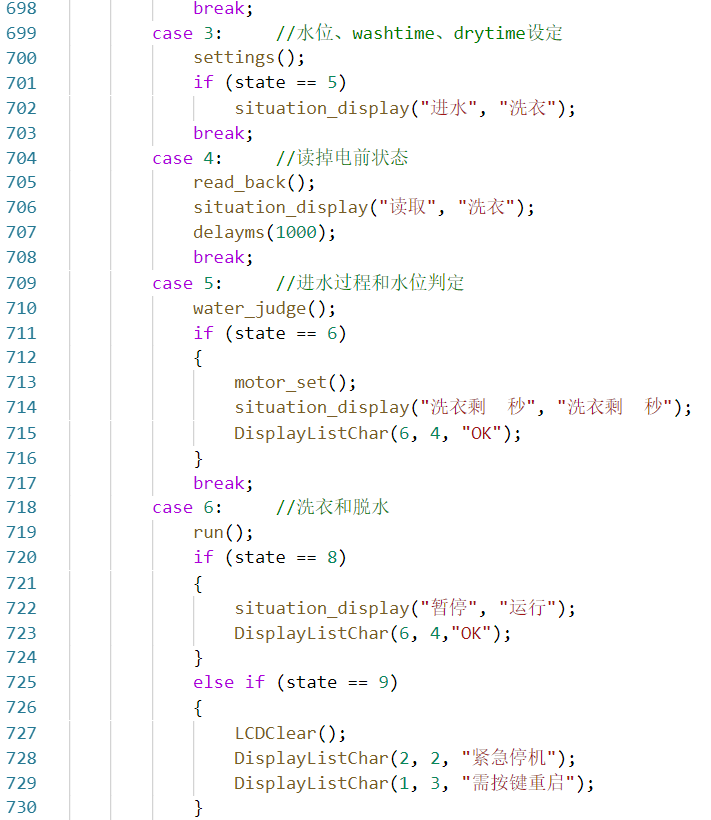 698 break;
699 case 3: //水位、washtime、drytime设定
700 settings();
701 if (state == 5)
702 situation_display("进水", "洗衣");
703 break;
704 case 4: //读掉电前状态
705 read_back();
706 situation_display("读取", "洗衣");
707 delayms(1000);
708 break;
709 case 5: //进水过程和水位判定
710 water_judge();
711 if (state == 6)
712 {
713 motor_set();
714 situation_display("洗衣剩  秒", "洗衣剩  秒");
715 DisplayListChar(6, 4, "OK");
716 }
717 break;
718 case 6: //洗衣和脱水
719 run();
720 if (state == 8)
721 {
722 situation_display("暂停", "运行");
723 DisplayListChar(6, 4,"OK");
724 }
725 else if (state == 9)
726 {
727 LCDClear();
728 DisplayListChar(2, 2, "紧急停机");
729 DisplayListChar(1, 3, "需按键重启");
730 }